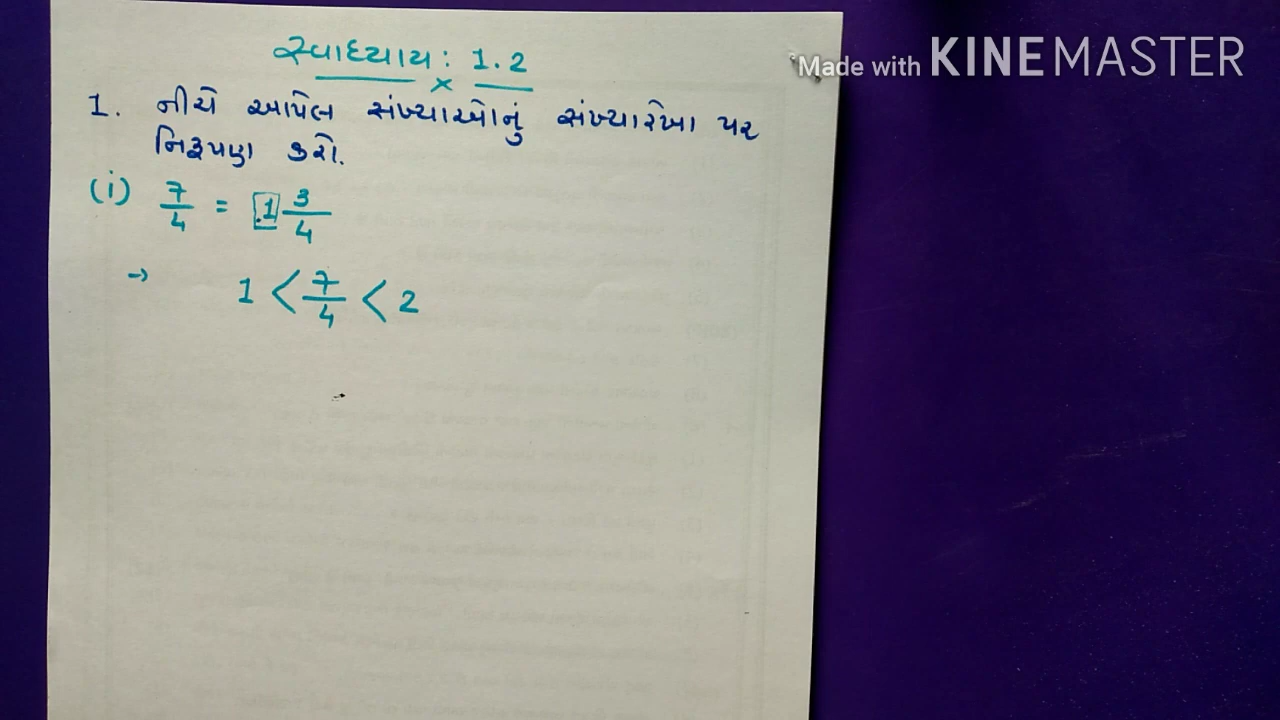 સ્વાધ્યાય: 1.2
x
1. નીચે આપેલ સંખ્યાઓનું સંખ્યારેખા પર
નિરૂપણ કરો.
(i) 7/4 = 1 3/4
→ 1 < 7/4 < 2
Made with KINEMASTER